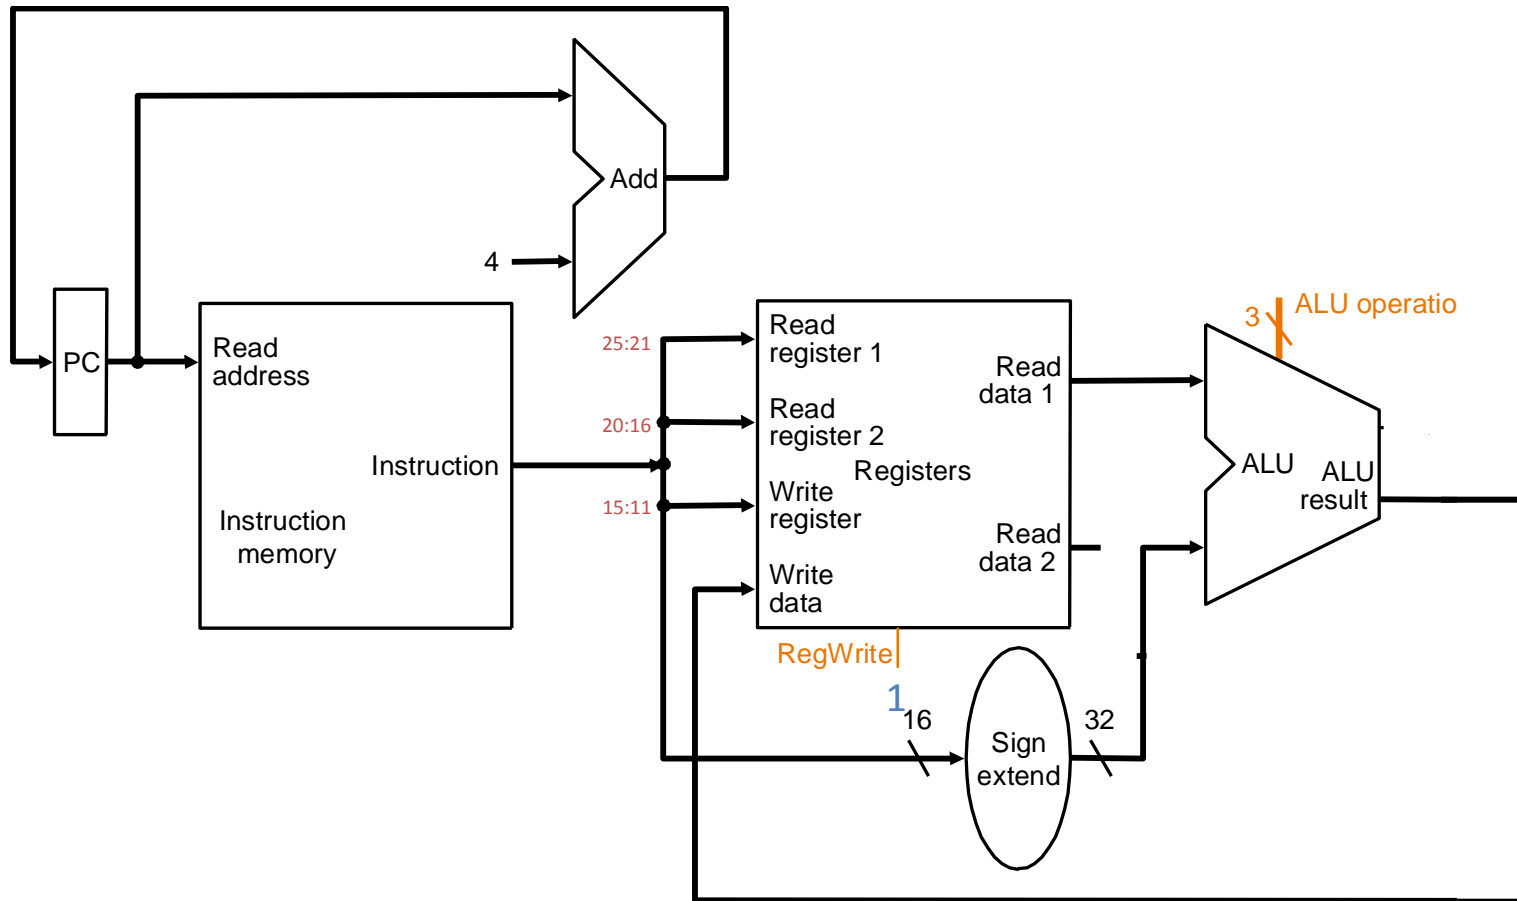 Add
4
PC
Read
address
Instruction
Instruction
memory
25:21
20:16
15:11
Read
register 1
Read
register 2
Write
register
Write
data
Registers
Read
data 1
Read
data 2
RegWrite
1
16
Sign
extend
32
3
ALU operatio
ALU
ALU
result